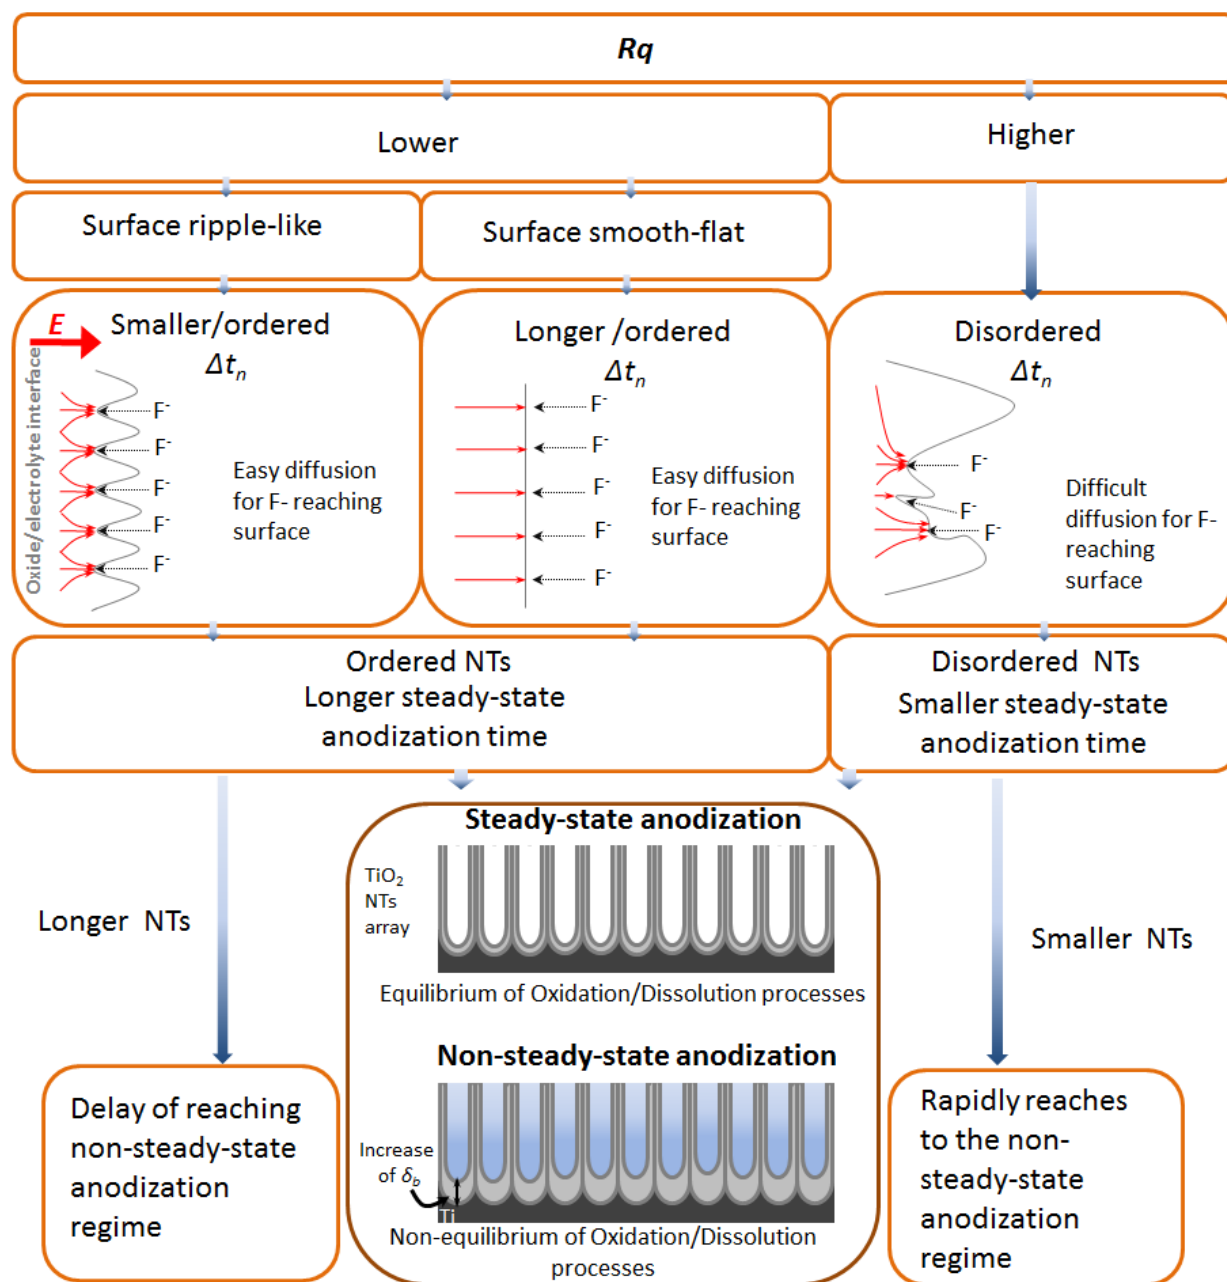 Rq
Lower
Higher
Surface ripple-like
Surface smooth-flat
Smaller/ordered
Δtn
E
Oxide/electrolyte interface
F-
F-
F-
F-
F-
Easy diffusion
for F- reaching
surface
Longer /ordered
Δtn
F-
F-
F-
F-
F-
Easy diffusion
for F- reaching
surface
Disordered
Δtn
F-
F-
F-
Difficult
diffusion for F-
reaching
surface
Ordered NTs
Longer steady-state
anodization time
Disordered NTs
Smaller steady-state
anodization time
Longer NTs
Steady-state anodization
TiO2
NTs
array
Equilibrium of Oxidation/Dissolution processes
Non-steady-state anodization
Increase
of δb
Ti
Non-equilibrium of Oxidation/Dissolution
processes
Smaller NTs
Delay of reaching
non-steady-state
anodization
regime
Rapidly reaches
to the non-
steady-state
anodization
regime